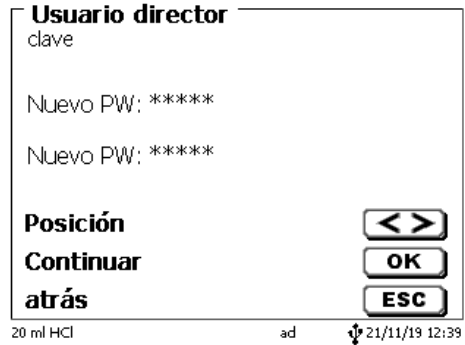 Usuario director
clave
Nuevo PW: *****
Nuevo PW: *****
Posición < >
Continuar OK
atrás ESC
20 ml HCl ad 21/11/19 12:39